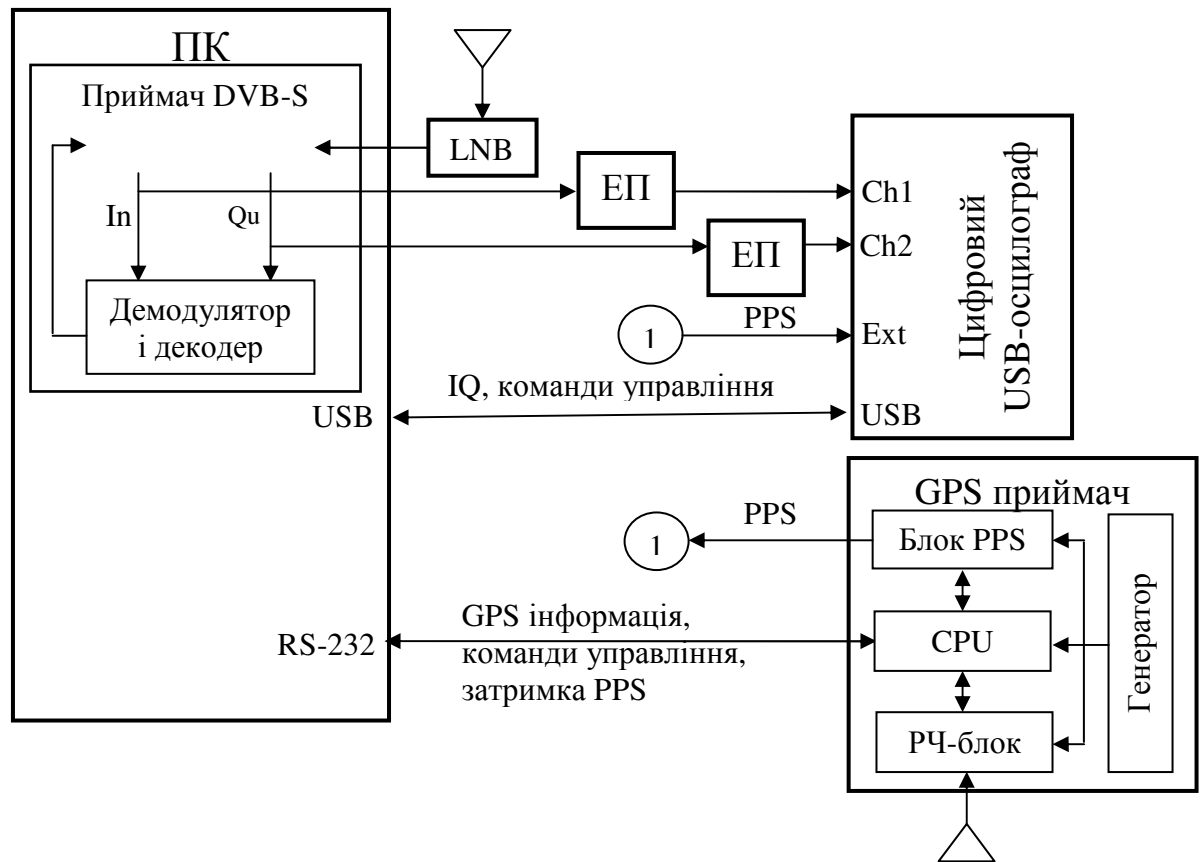 ПК
Приймач DVB-S
LNB
ЕП
In
Qu
Ch1
ЕП
Ch2
Демодулятор
і декодер
1
PPS
Ext
Цифровий
USB-осцилограф
IQ, команди управління
USB
USB
GPS приймач
1
PPS
Блок PPS
GPS інформація,
команди управління,
затримка PPS
RS-232
CPU
Генератор
РЧ-блок